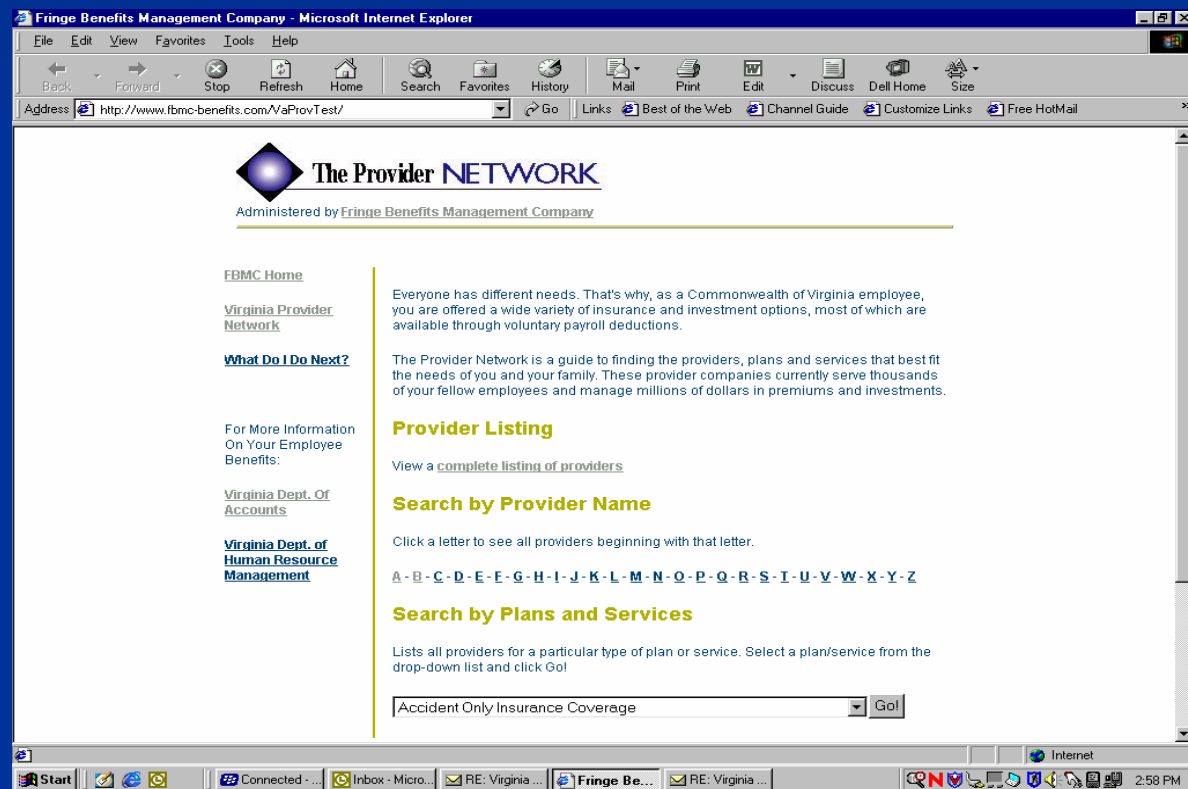 Fringe Benefits Management Company - Microsoft Internet Explorer
File Edit View Favorites Tools Help
Back Forward Stop Refresh Home Search Favorites History Mail Print Edit Discuss Dell Home Size
Address http://www.fbmc-benefits.com/VaProvTest/ Go Links Best of the Web Channel Guide Customize Links Free HotMail »
The Provider NETWORK
Administered by Fringe Benefits Management Company
FBMC Home
Virginia Provider
Network
What Do I Do Next?
For More Information
On Your Employee
Benefits:
Virginia Dept. Of
Accounts
Virginia Dept. of
Human Resource
Management
Everyone has different needs. That's why, as a Commonwealth of Virginia employee,
you are offered a wide variety of insurance and investment options, most of which are
available through voluntary payroll deductions.
The Provider Network is a guide to finding the providers, plans and services that best fit
the needs of you and your family. These provider companies currently serve thousands
of your fellow employees and manage millions of dollars in premiums and investments.
Provider Listing
View a complete listing of providers
Search by Provider Name
Click a letter to see all providers beginning with that letter.
A - B - C - D - E - F - G - H - I - J - K - L - M - N - O - P - Q - R - S - T - U - V - W - X - Y - Z
Search by Plans and Services
Lists all providers for a particular type of plan or service. Select a plan/service from the
drop-down list and click Go!
Accident Only Insurance Coverage Go!
Internet
Start Connected - ... Inbox - Micro... RE: Virginia ... Fringe Be... RE: Virginia ... 2:58 PM